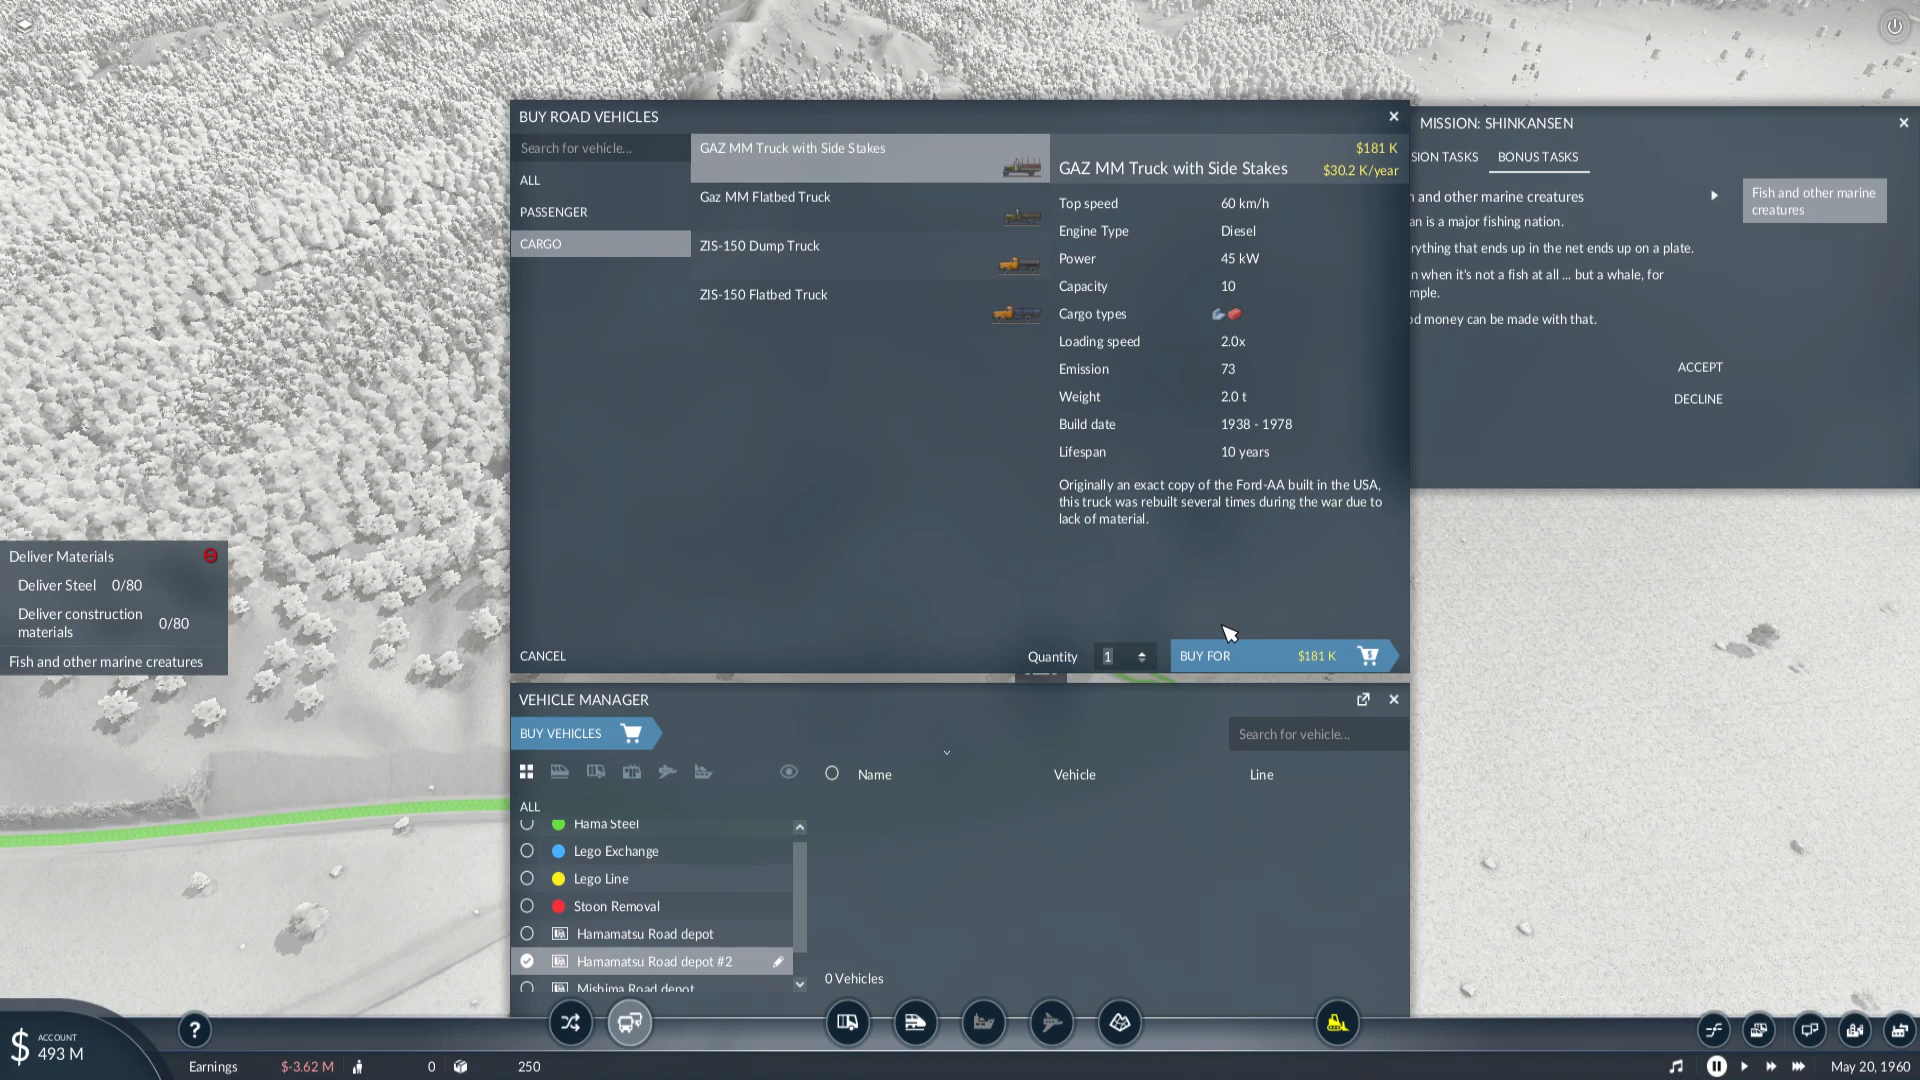 BUY ROAD VEHICLES
Search for vehicle...
ALL
PASSENGER
CARGO
GAZ MM Truck with Side Stakes
Gaz MM Flatbed Truck
ZIS-150 Dump Truck
ZIS-150 Flatbed Truck
$181 K
GAZ MM Truck with Side Stakes
$30.2 K/year
Top speed 60 km/h
Engine Type Diesel
Power 45 kW
Capacity 10
Cargo types
Loading speed 2.0x
Emission 73
Weight 2.0 t
Build date 1938 - 1978
Lifespan 10 years
Originally an exact copy of the Ford-AA built in the USA,
this truck was rebuilt several times during the war due to
lack of material.
CANCEL
Quantity 1
BUY FOR $181 K
MISSION: SHINKANSEN
SION TASKS BONUS TASKS
and other marine creatures
an is a major fishing nation.
rything that ends up in the net ends up on a plate.
n when it's not a fish at all ... but a whale, for
mple.
od money can be made with that.
ACCEPT
DECLINE
Fish and other marine
creatures
Deliver Materials
Deliver Steel 0/80
Deliver construction
materials
0/80
Fish and other marine creatures
VEHICLE MANAGER
BUY VEHICLES
Search for vehicle...
Name Vehicle Line
ALL
Hama Steel
Lego Exchange
Lego Line
Stoon Removal
Hamamatsu Road depot
Hamamatsu Road depot #2
Mishima Road depot
0 Vehicles
$ ACCOUNT
493 M
?
Earnings $-3.62 M 0 250
May 20, 1960